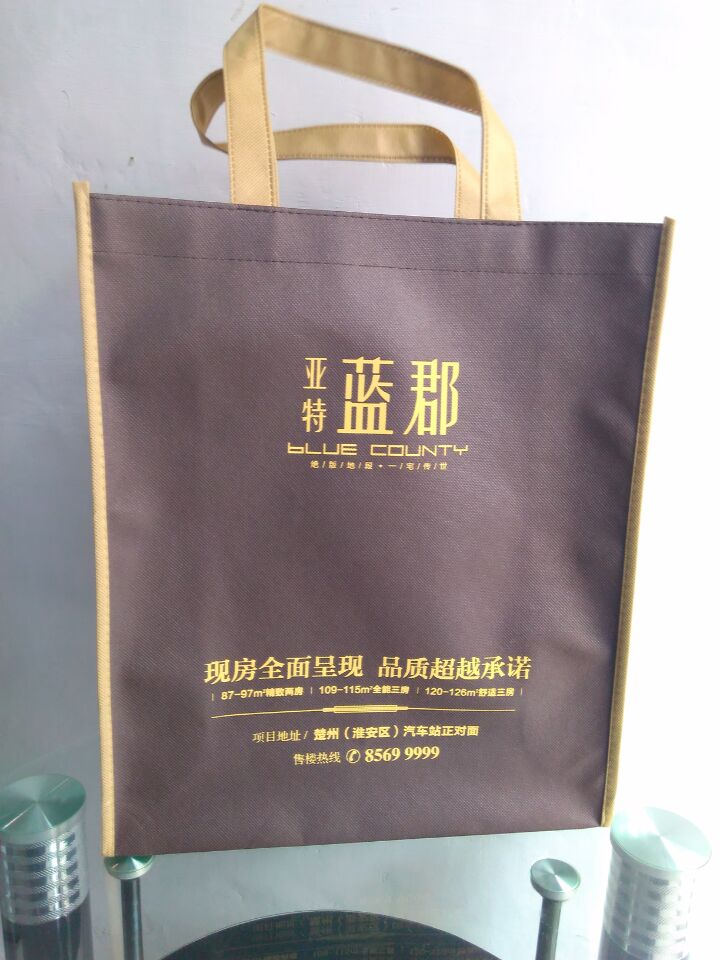 亚特蓝郡
bLUE COUNTY
绝/版/地/段·一/宅/传/世
现房全面呈现 品质超越承诺
| 87-97m²精致两房 | 109-115m²全能三房 | 120-126m²舒适三房 |
项目地址/楚州（淮安区）汽车站正对面
售楼热线 ✆ 8569 9999